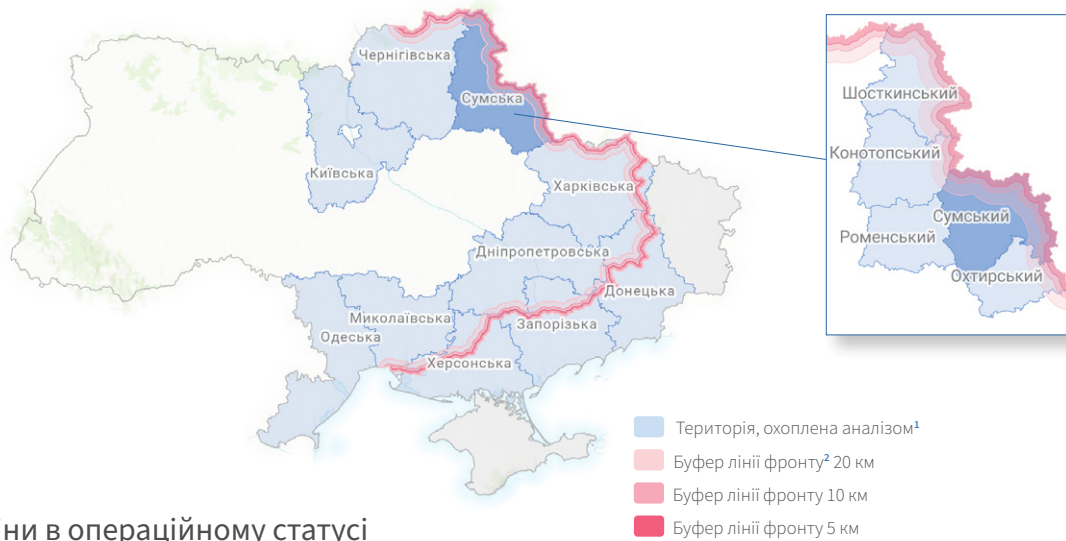 Чернігівська
Сумська
Київська
Харківська
Дніпропетровська
Донецька
Миколаївська
Запорізька
Одеська
Херсонська
Шосткинський
Конотопський
Сумський
Роменський
Охтирський
Територія, охоплена аналізом¹
Буфер лінії фронту² 20 км
Буфер лінії фронту 10 км
Буфер лінії фронту 5 км
ни в операційному статусі